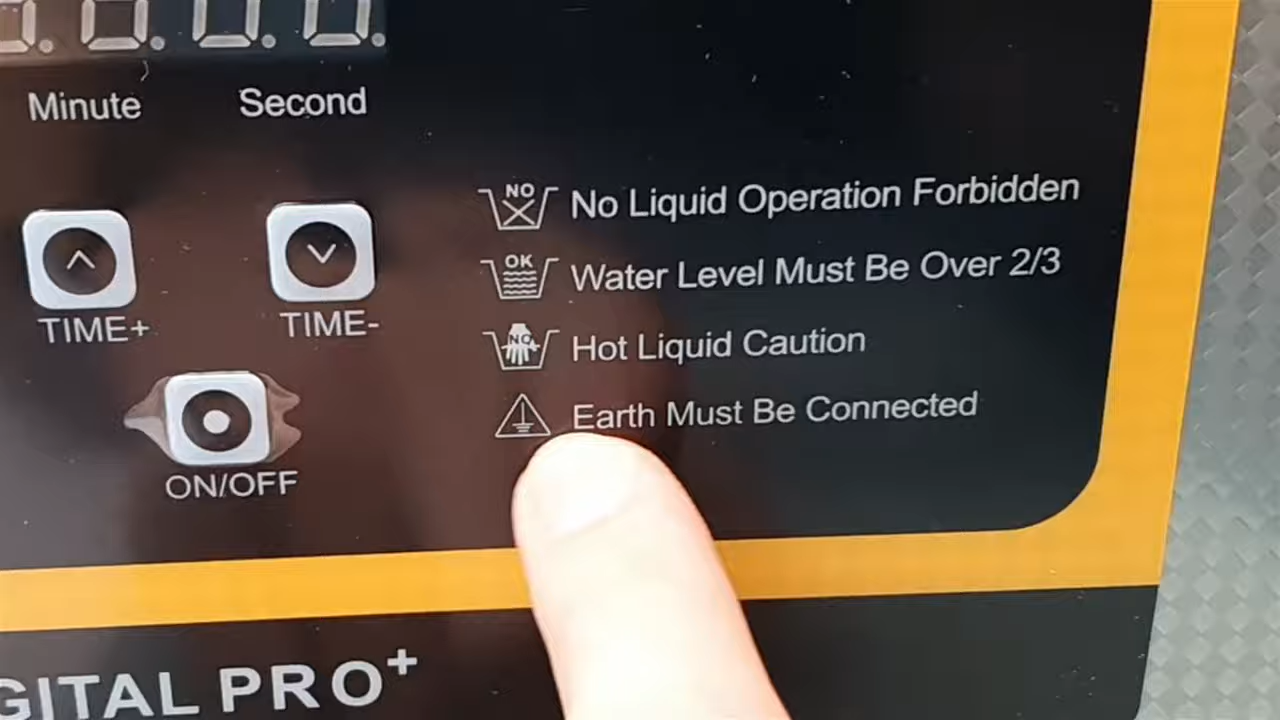 Minute Second
NO
No Liquid Operation Forbidden
OK
Water Level Must Be Over 2/3
TIME+ TIME-
NO
Hot Liquid Caution
Earth Must Be Connected
ON/OFF
PRO+